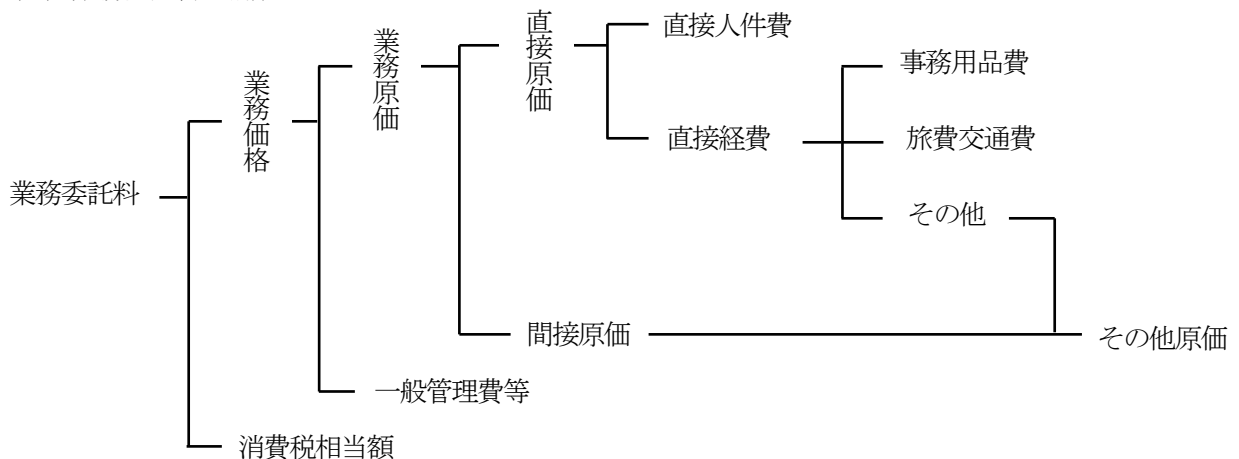 直接人件費
直接原価
業務原価
事務用品費
業務価格
直接経費
旅費交通費
業務委託料
その他
間接原価
その他原価
一般管理費等
消費税相当額